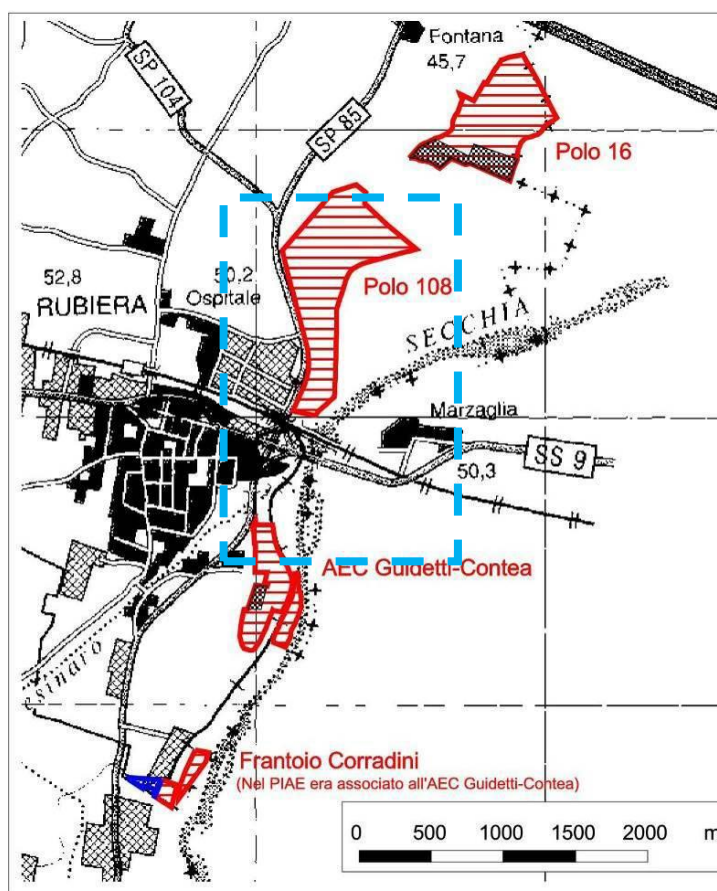 Fontana
45,7
SP 104
SP 85
Polo 16
52,8
50,2
RUBIERA
Ospitale
Polo 108
SECCHIA
Marzaglia
SS 9
50,3
AEC Guidetti-Contea
Frantoio Corradini
(Nel PIAE era associato all'AEC Guidetti-Contea)
0 500 1000 1500 2000 m